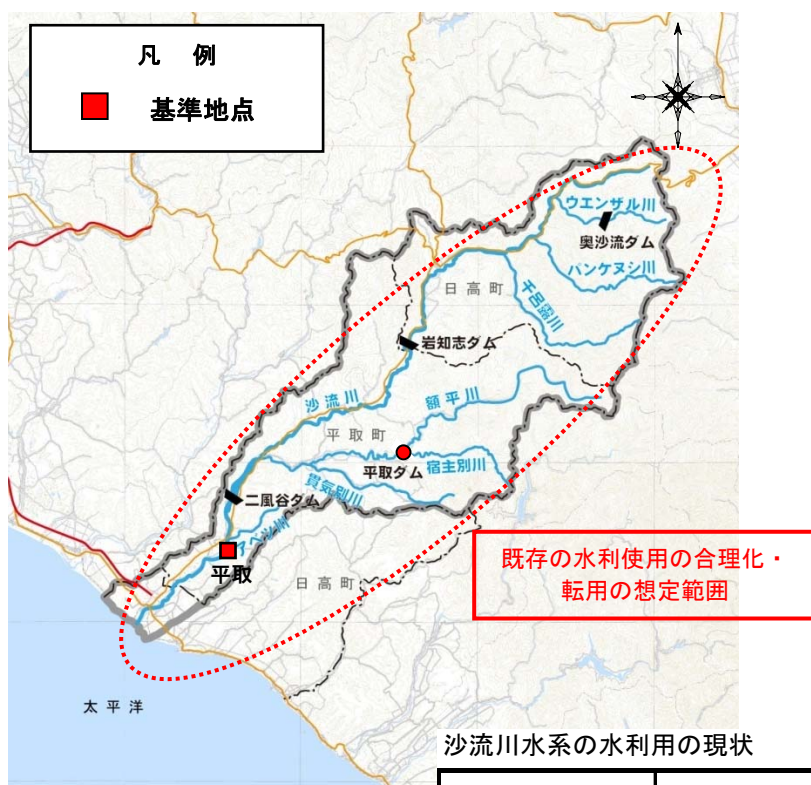 凡 例
基準地点
ウエンザル川
奥沙流ダム
パンケヌシ川
日高町
千呂露川
岩知志ダム
沙流川
額平川
平取町
平取ダム
宿主別川
貫気別川
二風谷ダム
アベツ川
平取
日高町
既存の水利使用の合理化・
転用の想定範囲
太平洋
沙流川水系の水利用の現状